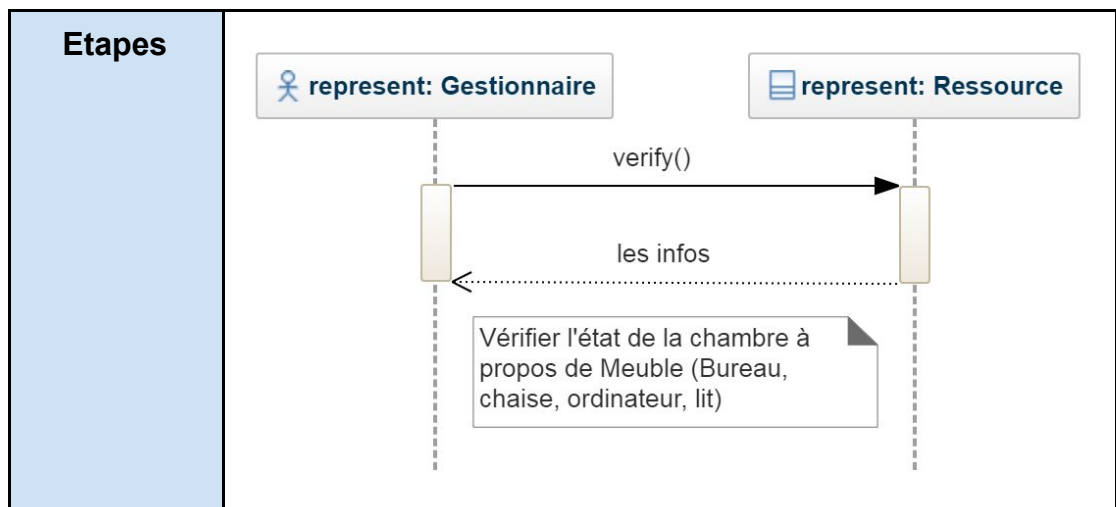 Etapes
represent: Gestionnaire
represent: Ressource
verify()
les infos
Vérifier l'état de la chambre à
propos de Meuble (Bureau,
chaise, ordinateur, lit)